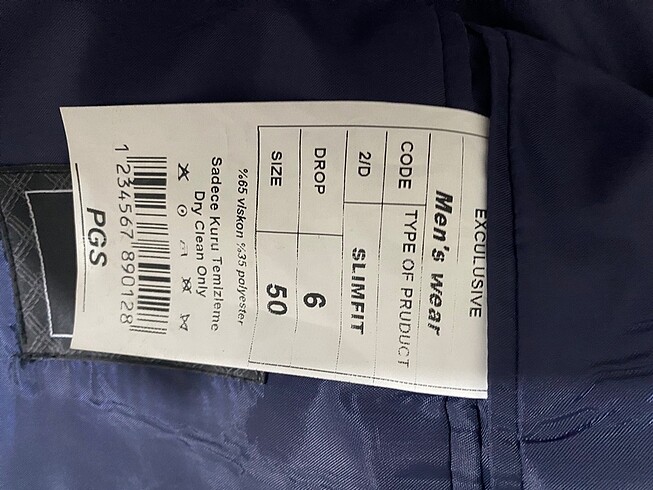 EXCULUSIVE
Men's wear
CODE TYPE OF PRUDUCT
2/D SLIMFIT
DROP 6
SIZE 50
%65 viskon %35 polyester
Sadece Kuru Temizleme
Dry Clean Only
1 234567 890128
PGS